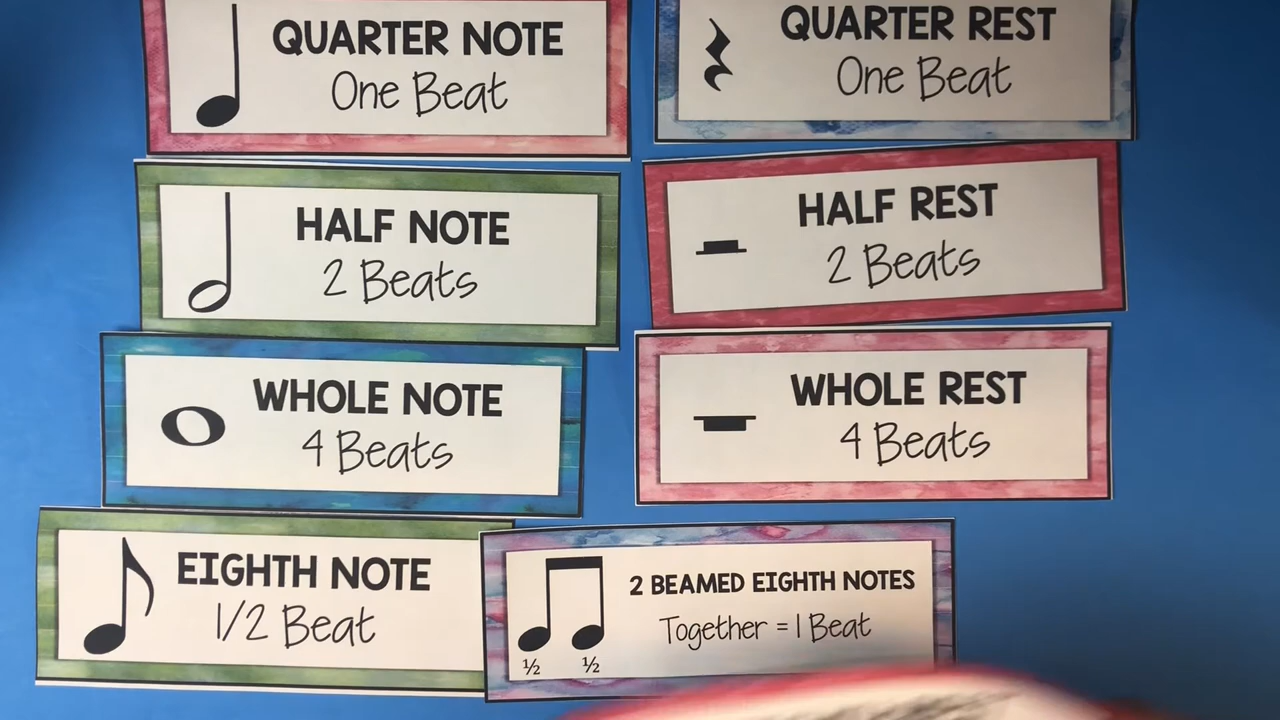 QUARTER NOTE
One Beat
QUARTER REST
One Beat
HALF NOTE
2 Beats
HALF REST
2 Beats
WHOLE NOTE
4 Beats
WHOLE REST
4 Beats
EIGHTH NOTE
1/2 Beat
2 BEAMED EIGHTH NOTES
Together = 1 Beat
½ ½